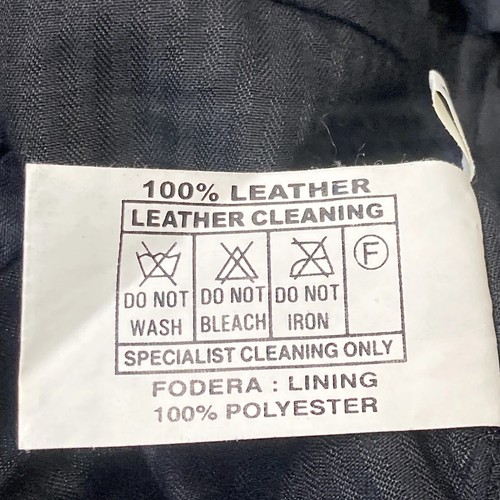 100% LEATHER
LEATHER CLEANING
DO NOT WASH
DO NOT BLEACH
DO NOT IRON
F
SPECIALIST CLEANING ONLY
FODERA : LINING
100% POLYESTER